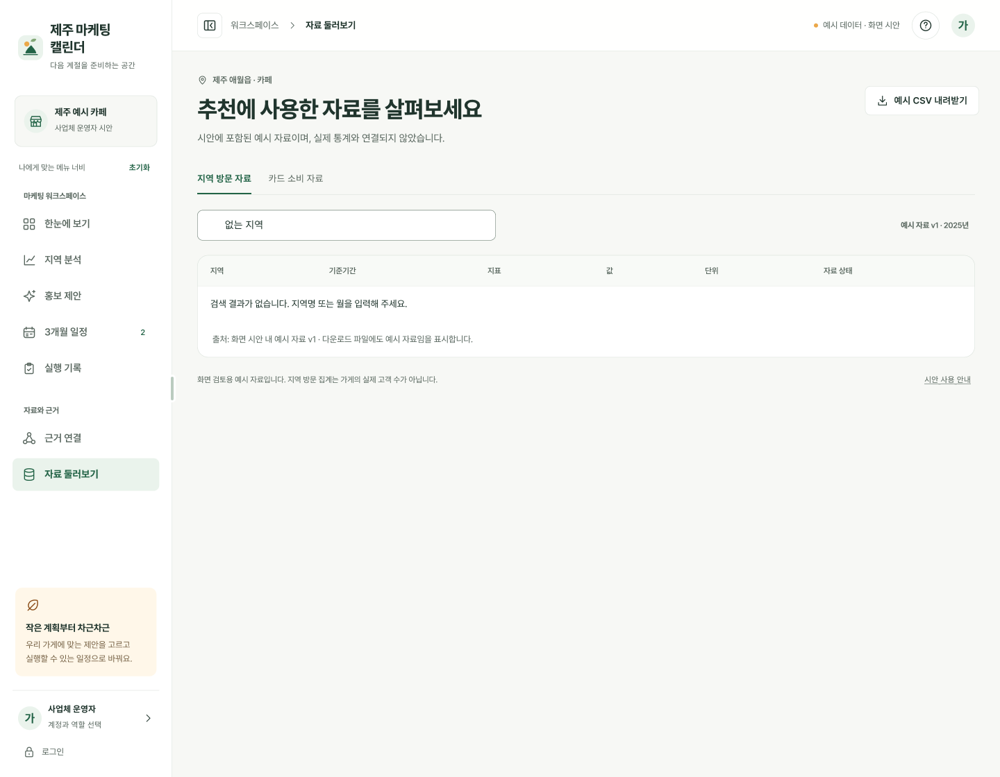 제주 마케팅
캘린더
다음 계절을 준비하는 공간
제주 예시 카페
사업체 운영자 시안
나에게 맞는 메뉴 너비
초기화
마케팅 워크스페이스
한눈에 보기
지역 분석
홍보 제안
3개월 일정
2
실행 기록
자료와 근거
근거 연결
자료 둘러보기
작은 계획부터 차근차근
우리 가게에 맞는 제안을 고르고
실행할 수 있는 일정으로 바꿔요.
가
사업체 운영자
계정과 역할 선택
로그인
워크스페이스
자료 둘러보기
예시 데이터 · 화면 시안
가
제주 애월읍 · 카페
추천에 사용한 자료를 살펴보세요
시안에 포함된 예시 자료이며, 실제 통계와 연결되지 않았습니다.
예시 CSV 내려받기
지역 방문 자료
카드 소비 자료
없는 지역
예시 자료 v1 · 2025년
지역
기준기간
지표
값
단위
자료 상태
검색 결과가 없습니다. 지역명 또는 월을 입력해 주세요.
출처: 화면 시안 내 예시 자료 v1 · 다운로드 파일에도 예시 자료임을 표시합니다.
화면 검토용 예시 자료입니다. 지역 방문 집계는 가게의 실제 고객 수가 아닙니다.
시안 사용 안내